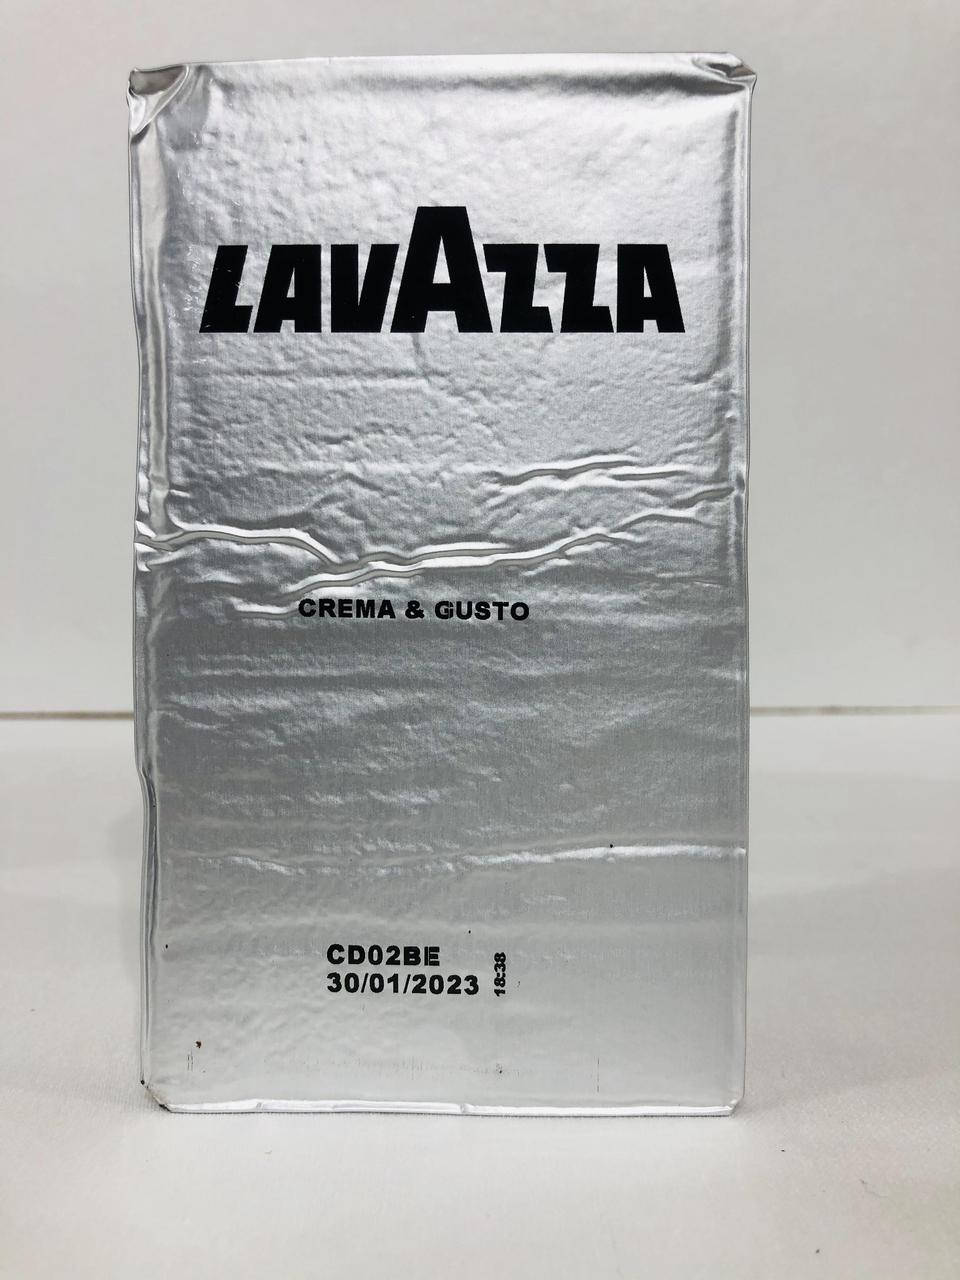 LAVAZZA
CREMA & GUSTO
CD02BE
30/01/2023 18:38